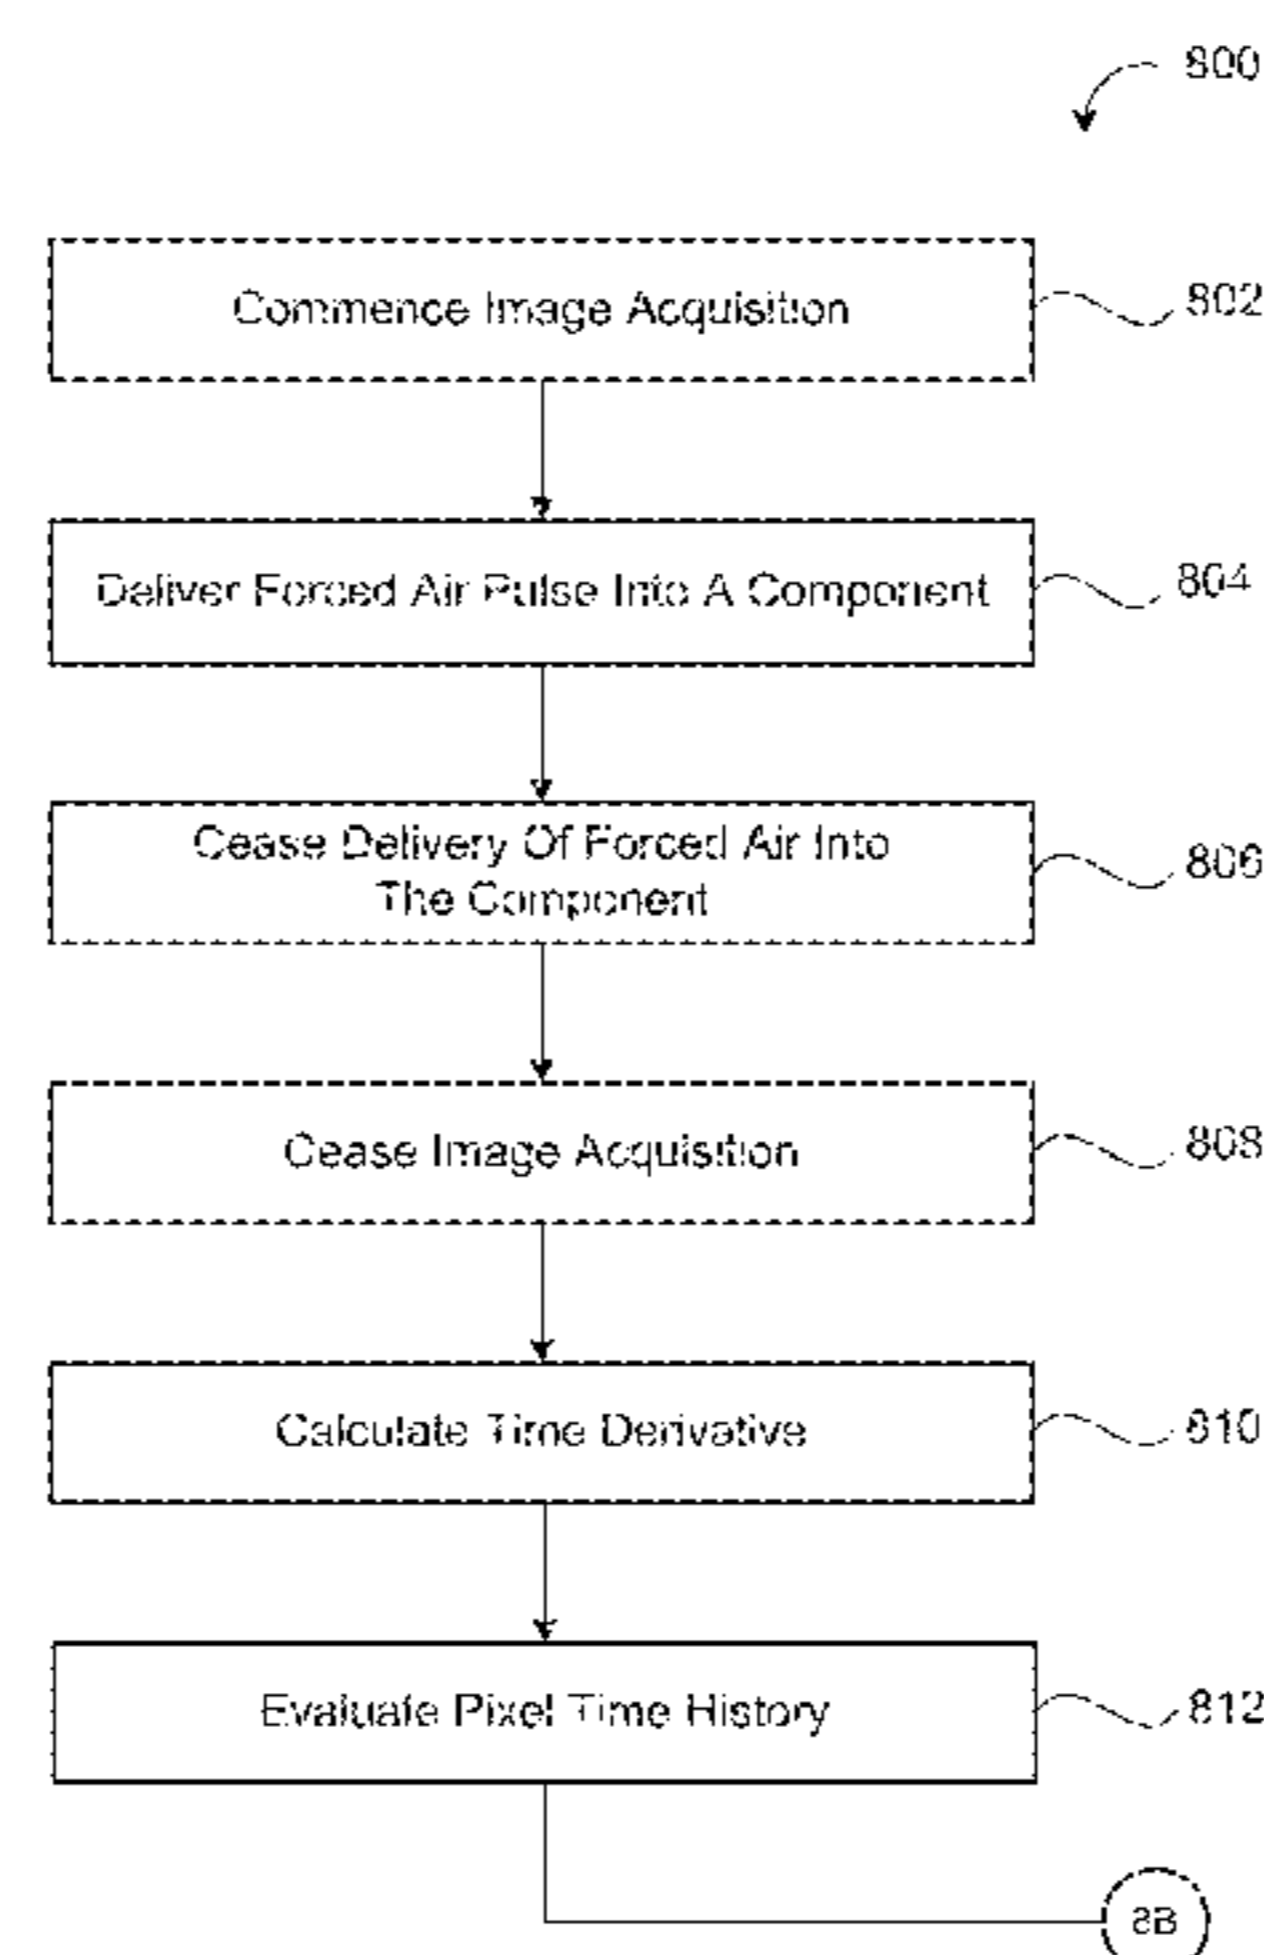 800
Commence Image Acquisition
802
Deliver Forced Air Pulse Into A Component
804
Cease Delivery Of Forced Air Into
The Component
806
Cease Image Acquisition
808
Calculate Time Derivative
810
Evaluate Pixel Time History
812
8B